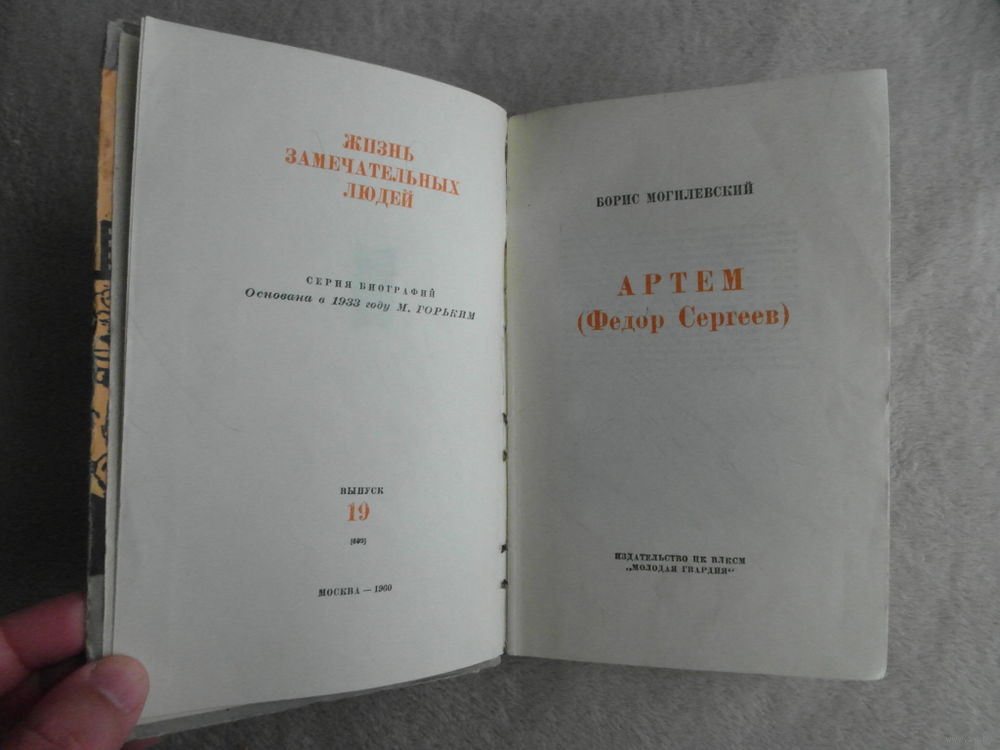 ЖИЗНЬ
ЗАМЕЧАТЕЛЬНЫХ
ЛЮДЕЙ
СЕРИЯ БИОГРАФИЙ
Основана в 1933 году М. ГОРЬКИМ
ВЫПУСК
19
МОСКВА — 1960
БОРИС МОГИЛЕВСКИЙ
АРТЕМ
(Федор Сергеев)
ИЗДАТЕЛЬСТВО ЦК ВЛКСМ
„МОЛОДАЯ ГВАРДИЯ“